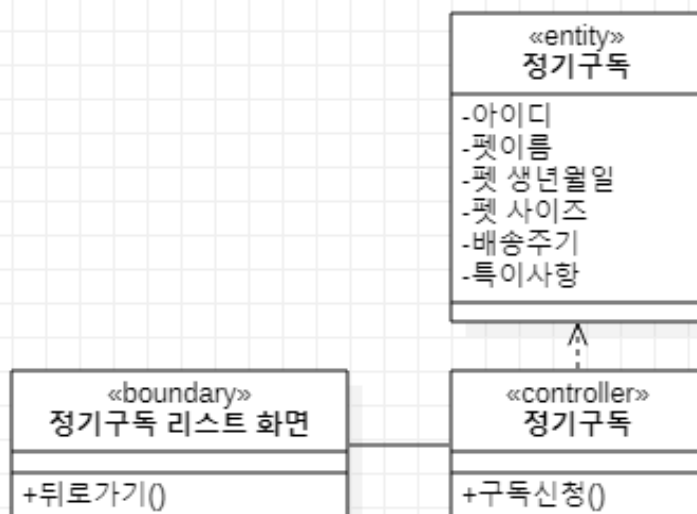 «entity»
정기구독
-아이디
-펫이름
-펫 생년월일
-펫 사이즈
-배송주기
-특이사항
«boundary»
정기구독 리스트 화면
+뒤로가기()
«controller»
정기구독
+구독신청()